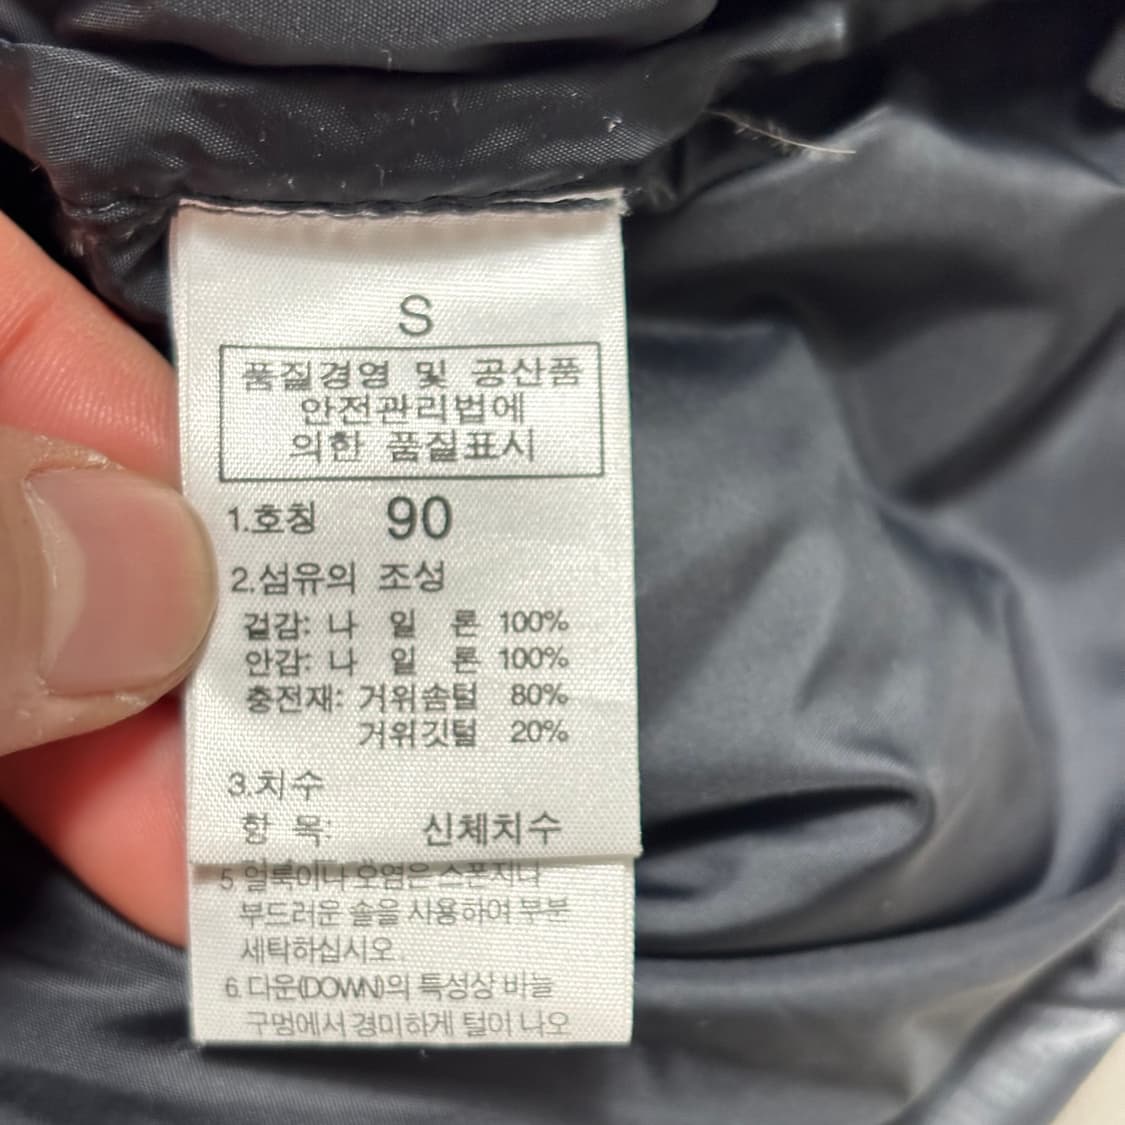 S
품질경영 및 공산품
안전관리법에
의한 품질표시
1.호칭 90
2.섬유의 조성
겉감: 나 일 론 100%
안감: 나 일 론 100%
충전재: 거위솜털 80%
거위깃털 20%
3.치수
항 목: 신체치수
5 얼룩이나 오염은 스폰지나
부드러운 솔을 사용하여 부분
세탁하십시오.
6. 다운(DOWN)의 특성상 바늘
구멍에서 경미하게 털이 나오